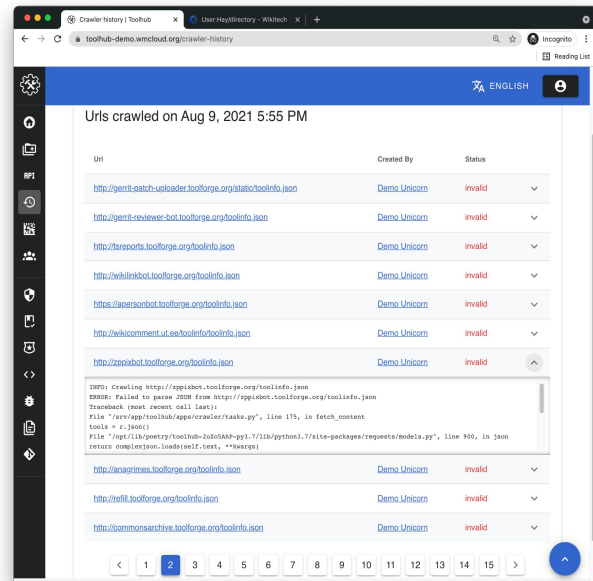 Crawler history | Toolhub
User:Hay/directory - Wikitech
toolhub-demo.wmcloud.org/crawler-history
Incognito
Reading List
ENGLISH
API
Urls crawled on Aug 9, 2021 5:55 PM
Url Created By Status
http://gerrit-patch-uploader.toolforge.org/static/toolinfo.json Demo Unicorn invalid
http://gerrit-reviewer-bot.toolforge.org/toolinfo.json Demo Unicorn invalid
http://tsreports.toolforge.org/toolinfo.json Demo Unicorn invalid
http://wikilinkbot.toolforge.org/toolinfo.json Demo Unicorn invalid
https://apersonbot.toolforge.org/toolinfo.json Demo Unicorn invalid
http://wikicomment.ut.ee/toolinfo/toolinfo.json Demo Unicorn invalid
http://zppixbot.toolforge.org/toolinfo.json Demo Unicorn invalid
INFO: Crawling http://zppixbot.toolforge.org/toolinfo.json
ERROR: Failed to parse JSON from http://zppixbot.toolforge.org/toolinfo.json
Traceback (most recent call last):
File "/srv/app/toolhub/apps/crawler/tasks.py", line 175, in fetch_content
tools = r.json()
File "/opt/lib/poetry/toolhub-2uZo5AhP-py3.7/lib/python3.7/site-packages/requests/models.py", line 900, in json
return complexjson.loads(self.text, **kwargs)
http://anagrimes.toolforge.org/toolinfo.json Demo Unicorn invalid
http://refill.toolforge.org/toolinfo.json Demo Unicorn invalid
http://commonsarchive.toolforge.org/toolinfo.json Demo Unicorn invalid
1 2 3 4 5 6 7 8 9 10 11 12 13 14 15